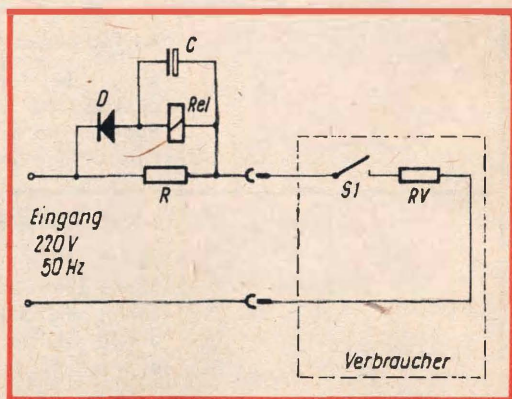 C
D
Rel
R
S1
RV
Eingang
220 V
50 Hz
Verbraucher